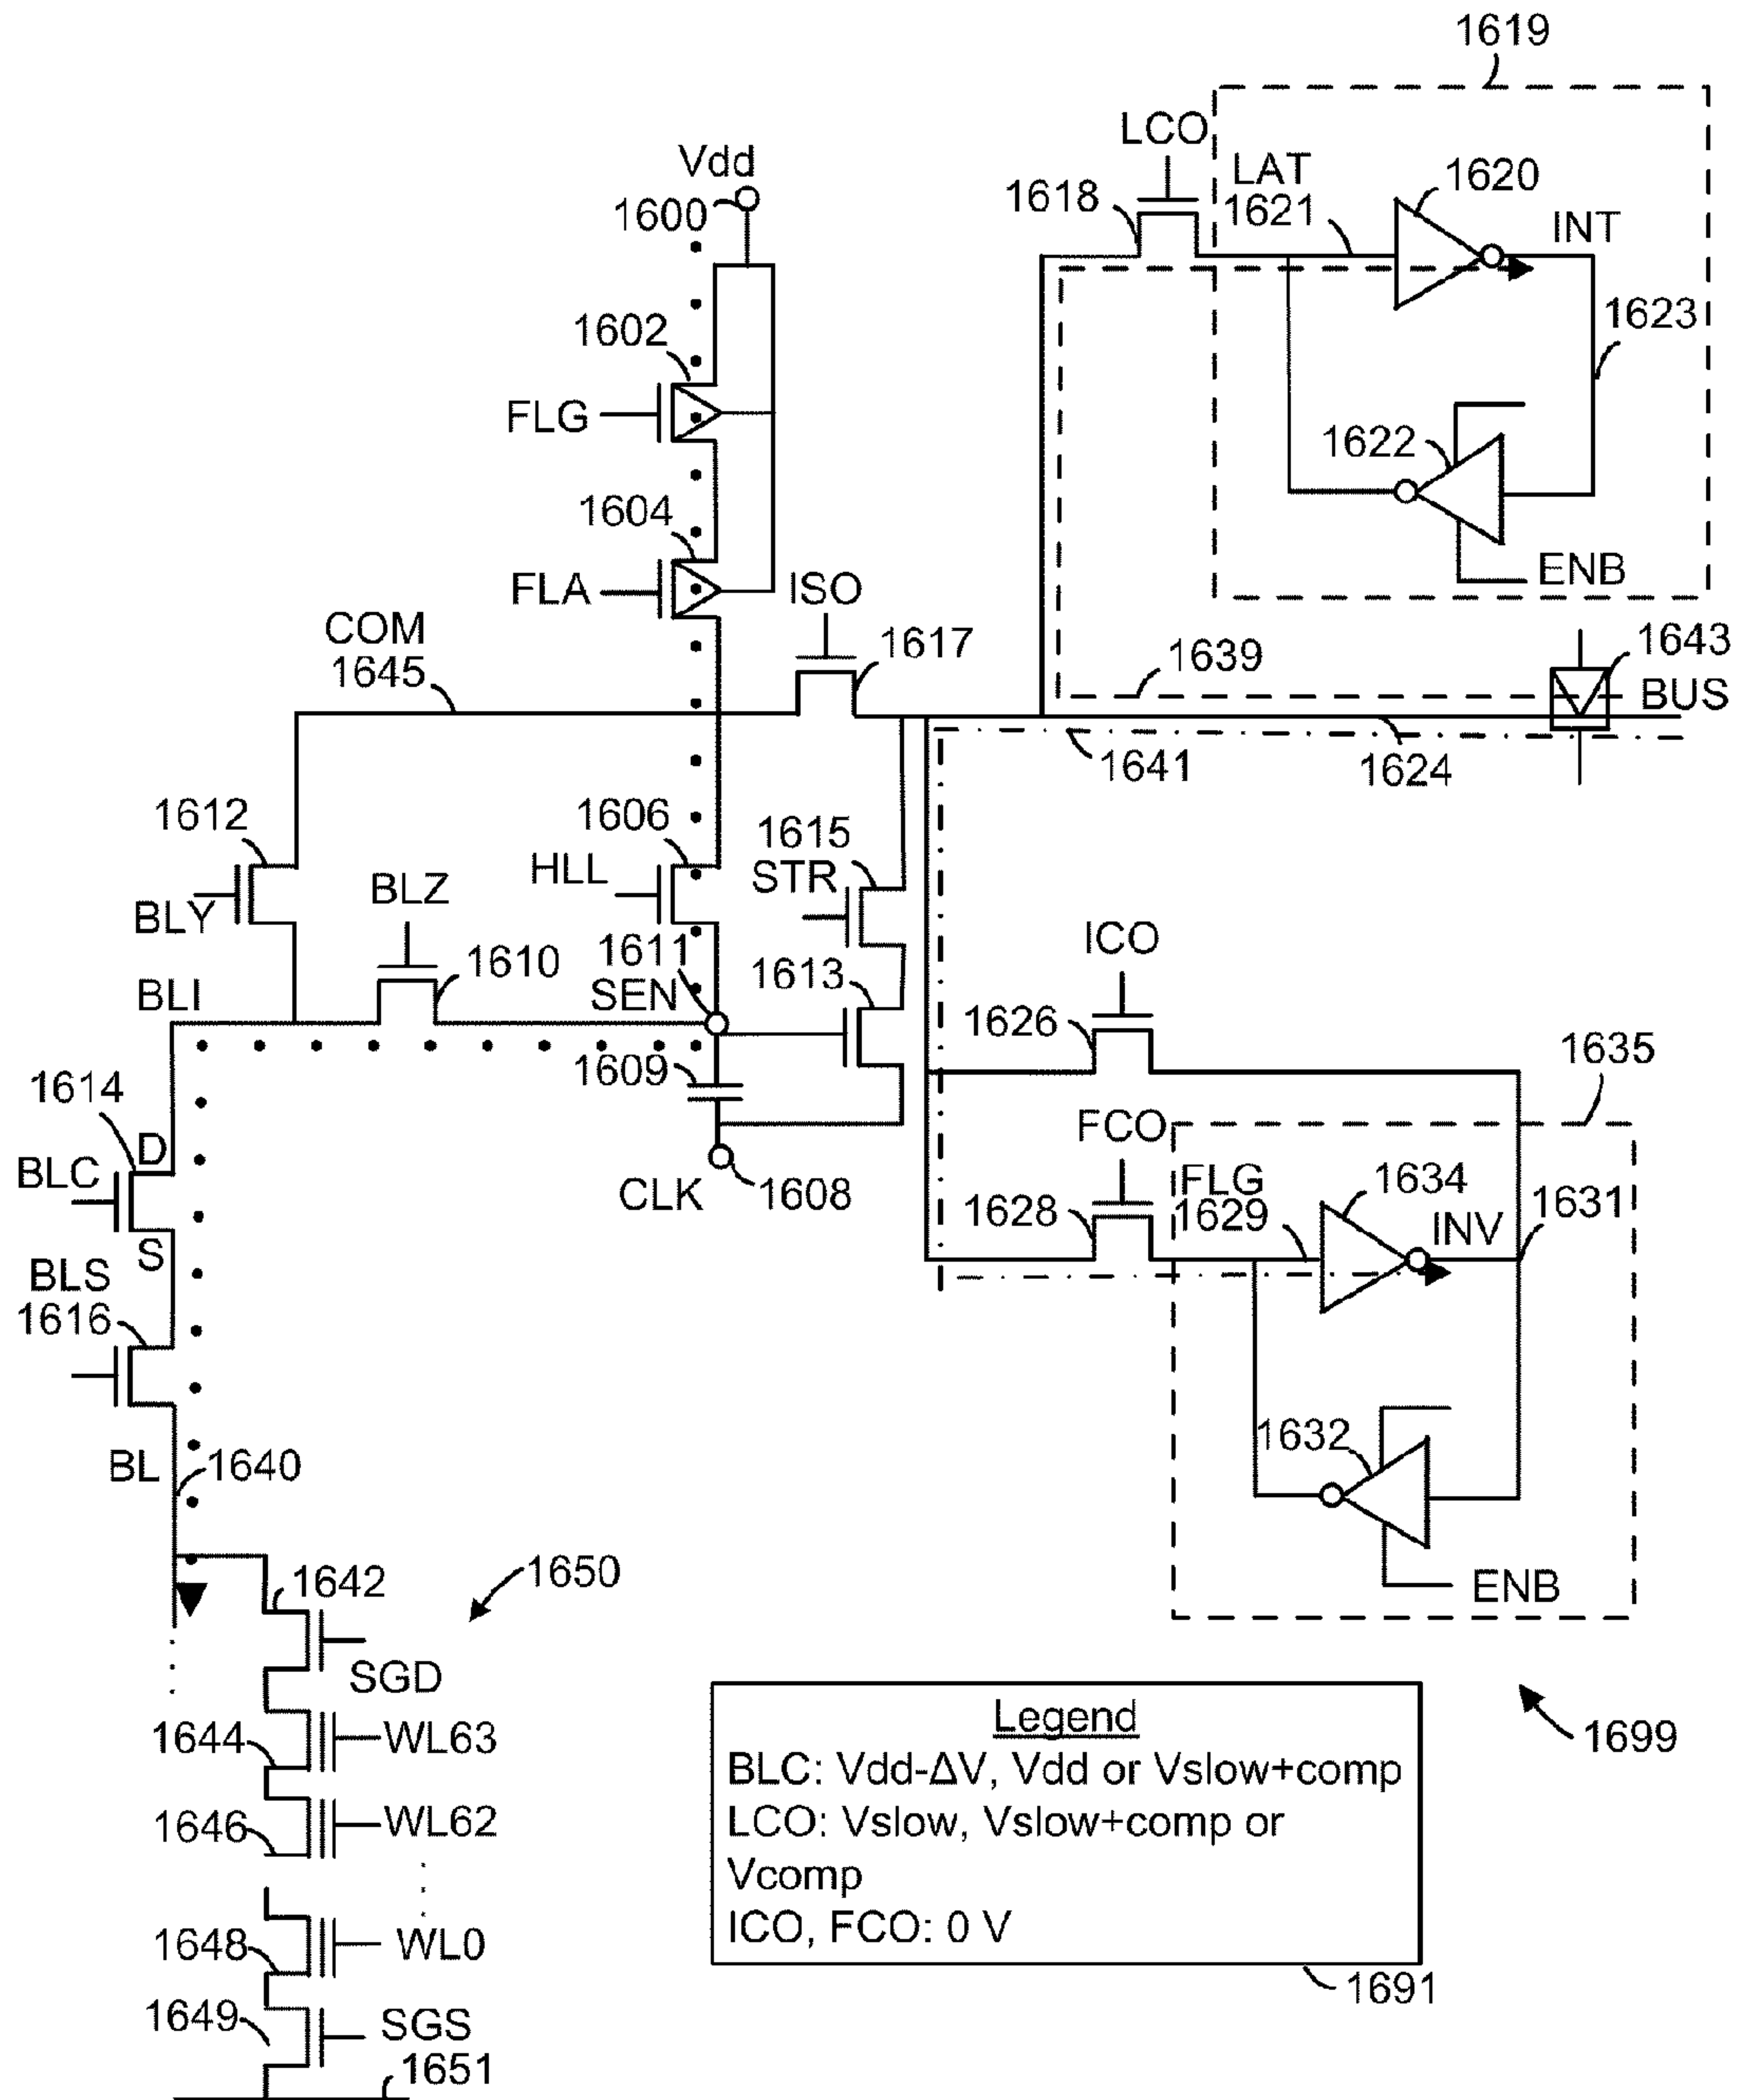 1619
LCO
Vdd
1600
1618
LAT
1621
1620
INT
1602
1623
FLG
1622
1604
FLA
ISO
ENB
COM
1645
1617
1639
1643
BUS
1641
1624
1612
1606
1615
STR
HLL
BLZ
BLY
1611
SEN
1610
1613
ICO
BLI
1626
1609
1635
1614
D
FCO
BLC
CLK
1608
FLG
1629
1634
1628
INV
1631
S
BLS
1616
1632
BL
1640
1642
1650
ENB
SGD
1644
WL63
1646
WL62
1648
WL0
1649
SGS
1651
Legend
BLC: Vdd-ΔV, Vdd or Vslow+comp
LCO: Vslow, Vslow+comp or
Vcomp
ICO, FCO: 0 V
1691
1699